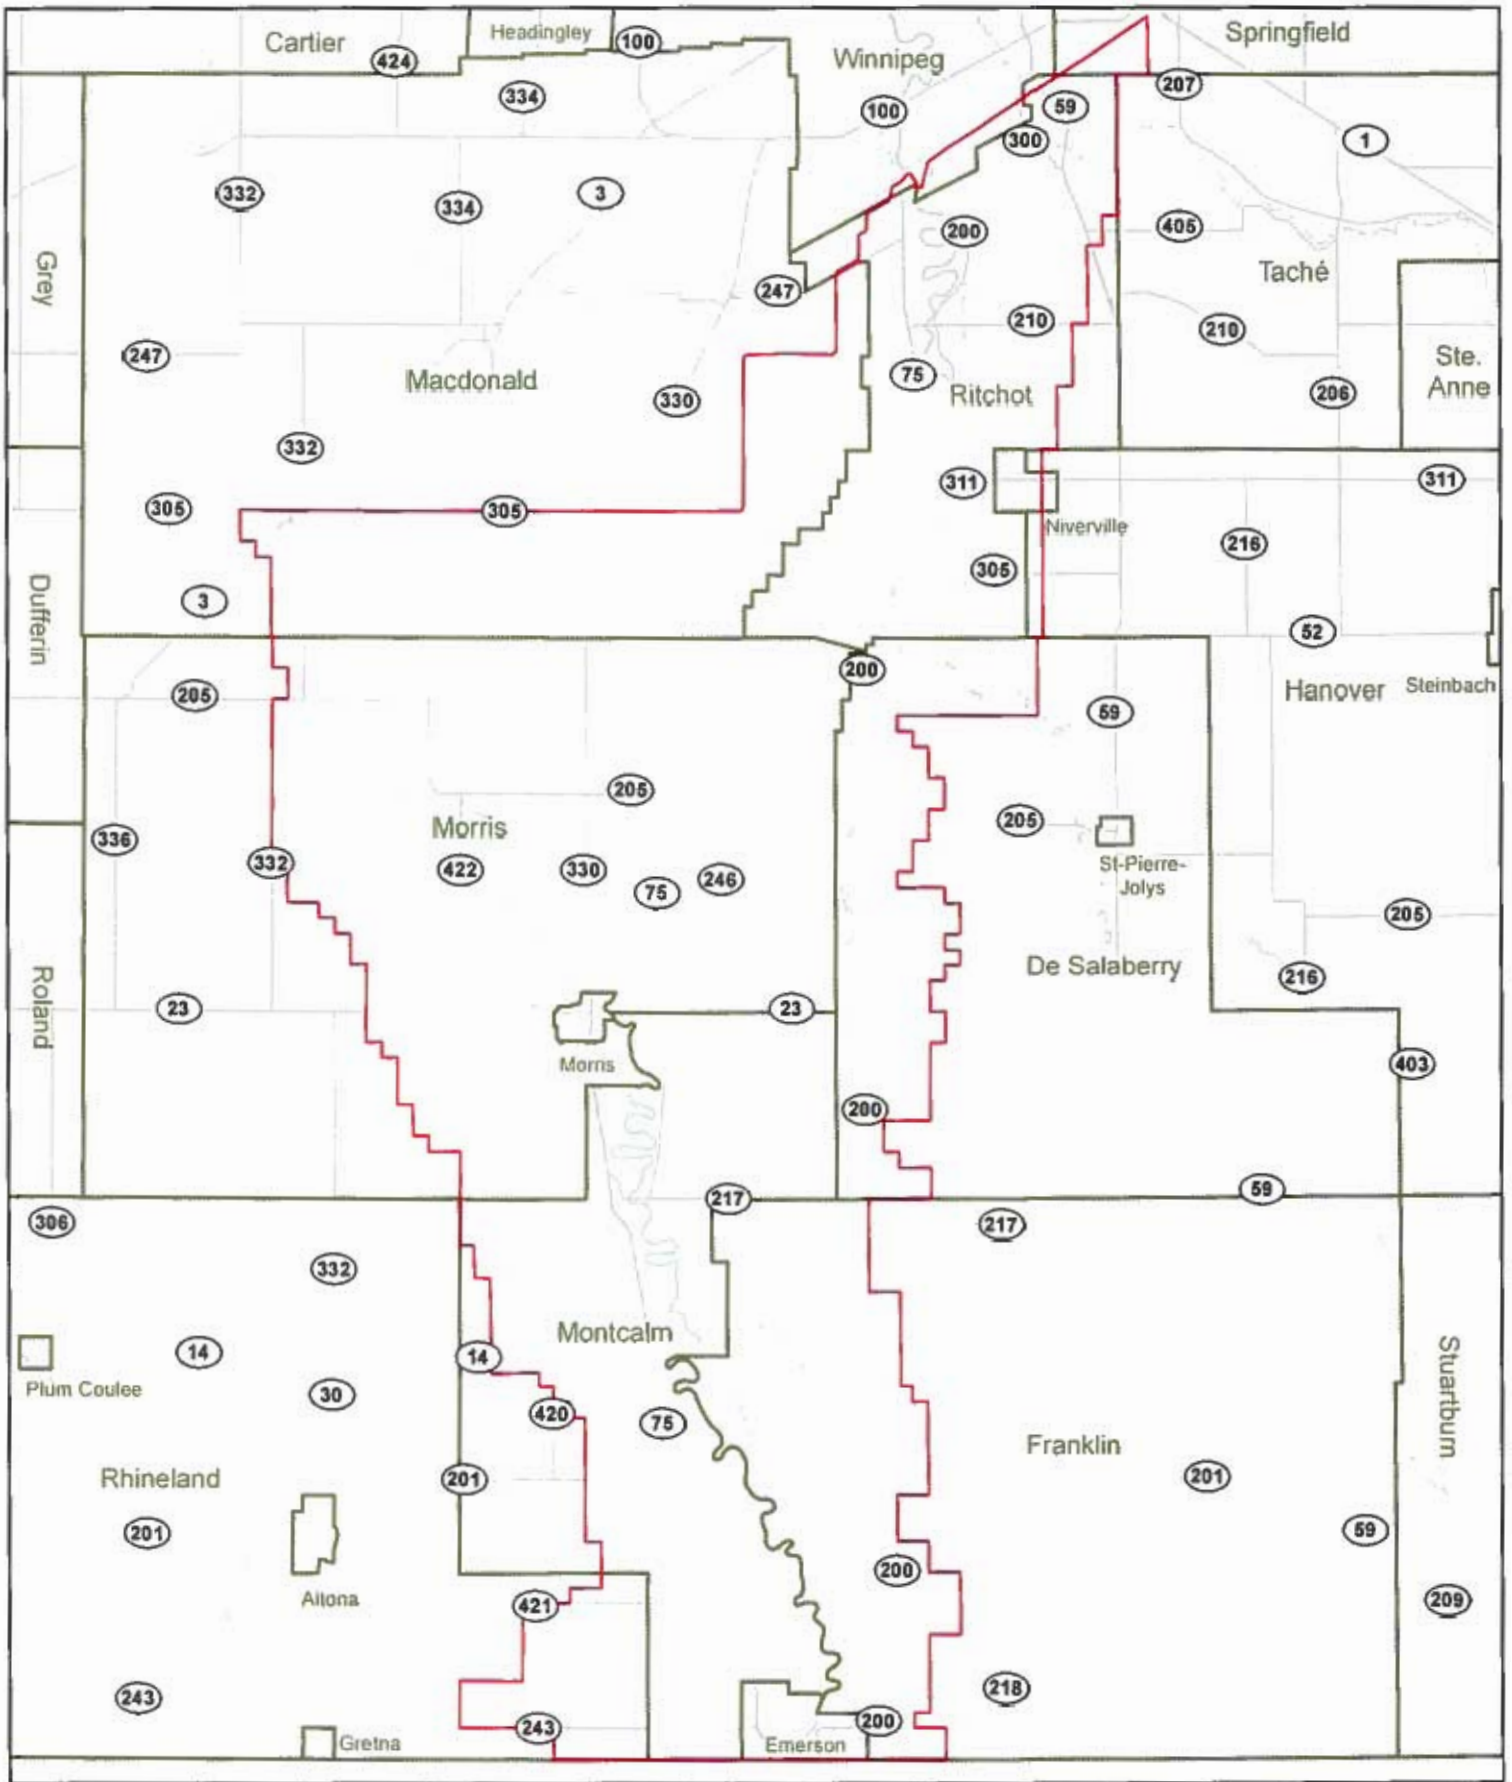 Cartier
Headingley
100
Winnipeg
Springfield
424
334
100
59
207
300
1
332
334
3
200
405
Grey
Taché
247
210
210
247
Macdonald
75
Ritchot
Ste.
Anne
330
206
332
311
311
305
305
Niverville
216
305
Dufferin
3
52
200
205
Hanover
Steinbach
59
205
336
Morris
205
332
422
330
75
246
St-Pierre-
Jolys
205
Roland
De Salaberry
216
23
23
Morris
403
200
306
217
59
217
332
14
Montcalm
14
Plum Coulee
30
420
75
Stuartburn
Franklin
Rhineland
201
201
201
59
200
Altona
421
209
243
218
243
200
Gretna
Emerson